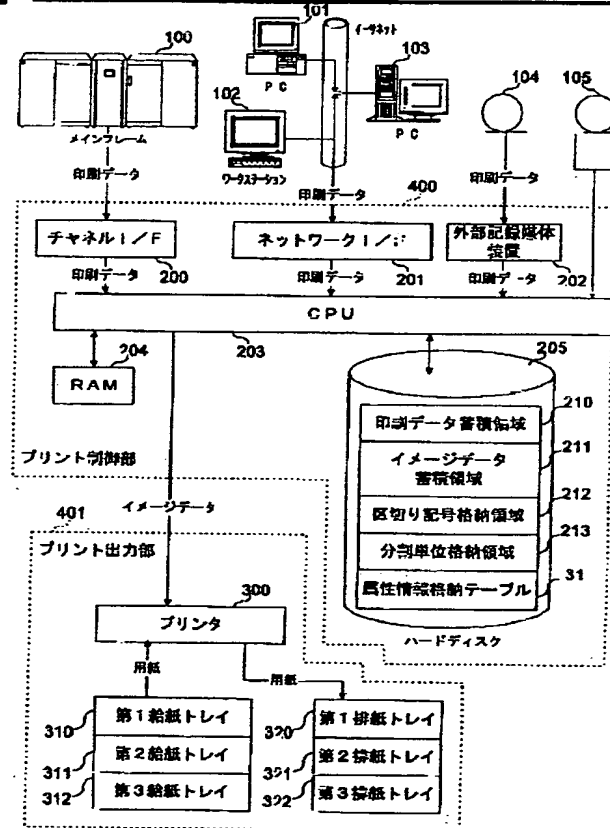 100
101
イーサネット
103
104
105
PC
102
PC
メインフレーム
ワークステーション
印刷データ
印刷データ
印刷データ
400
チャネルI/F
ネットワークI/F
外部記録媒体
装置
200
201
202
印刷データ
印刷データ
印刷データ
CPU
203
204
RAM
205
210
印刷データ蓄積領域
211
イメージデータ
蓄積領域
212
区切り記号格納領域
213
分割単位格納領域
31
属性情報格納テーブル
プリント制御部
ハードディスク
イメージデータ
401
プリント出力部
300
プリンタ
用紙
用紙
第1給紙トレイ
310
第2給紙トレイ
311
第3給紙トレイ
312
第1排紙トレイ
320
第2排紙トレイ
321
第3排紙トレイ
322